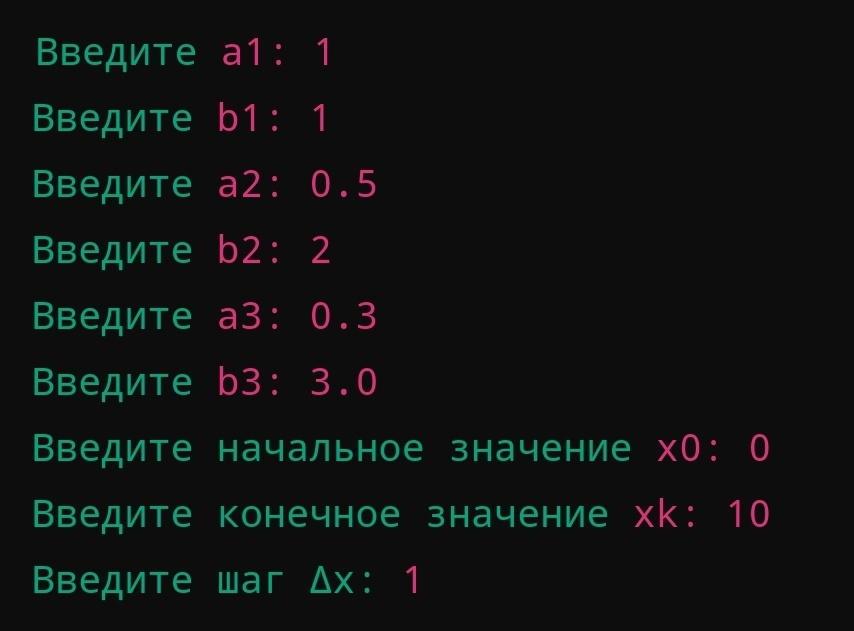 Введите a1: 1
Введите b1: 1
Введите a2: 0.5
Введите b2: 2
Введите a3: 0.3
Введите b3: 3.0
Введите начальное значение x0: 0
Введите конечное значение xk: 10
Введите шаг Δx: 1